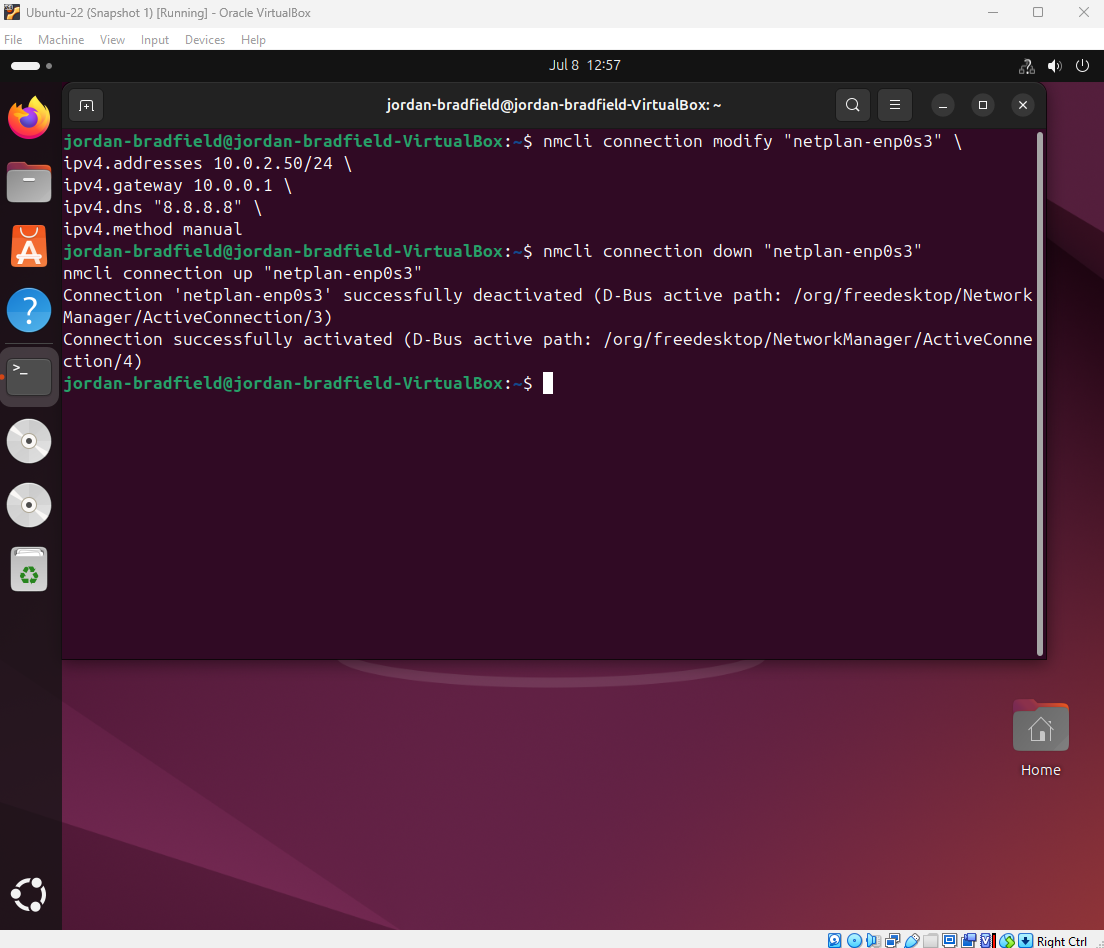 Ubuntu-22 (Snapshot 1) [Running] - Oracle VirtualBox
File Machine View Input Devices Help
Jul 8 12:57
jordan-bradfield@jordan-bradfield-VirtualBox: ~
jordan-bradfield@jordan-bradfield-VirtualBox:~$ nmcli connection modify "netplan-enp0s3" \
ipv4.addresses 10.0.2.50/24 \
ipv4.gateway 10.0.0.1 \
ipv4.dns "8.8.8.8" \
ipv4.method manual
jordan-bradfield@jordan-bradfield-VirtualBox:~$ nmcli connection down "netplan-enp0s3"
nmcli connection up "netplan-enp0s3"
Connection 'netplan-enp0s3' successfully deactivated (D-Bus active path: /org/freedesktop/Network
Manager/ActiveConnection/3)
Connection successfully activated (D-Bus active path: /org/freedesktop/NetworkManager/ActiveConne
ction/4)
jordan-bradfield@jordan-bradfield-VirtualBox:~$
Home
Right Ctrl